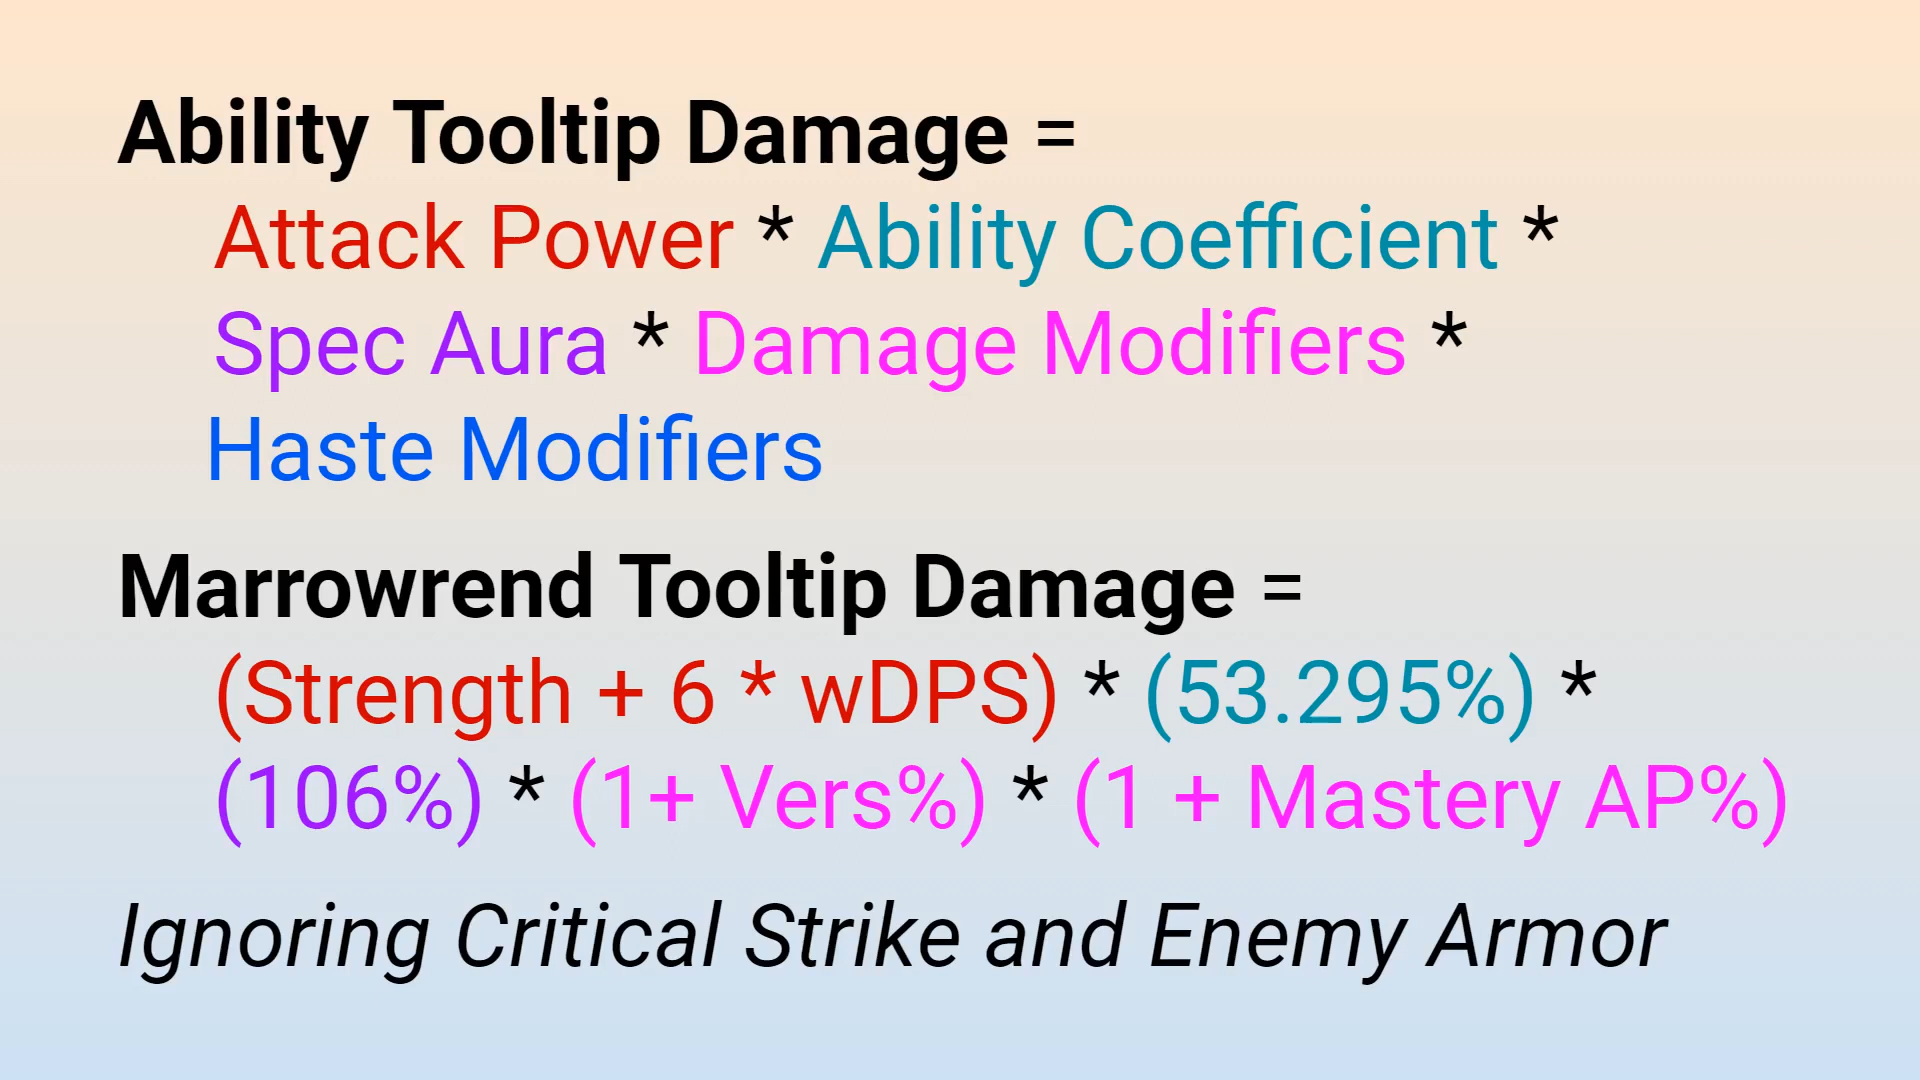 Ability Tooltip Damage =
Attack Power * Ability Coefficient *
Spec Aura * Damage Modifiers *
Haste Modifiers
Marrowrend Tooltip Damage =
(Strength + 6 * wDPS) * (53.295%) *
(106%) * (1+ Vers%) * (1 + Mastery AP%)
Ignoring Critical Strike and Enemy Armor